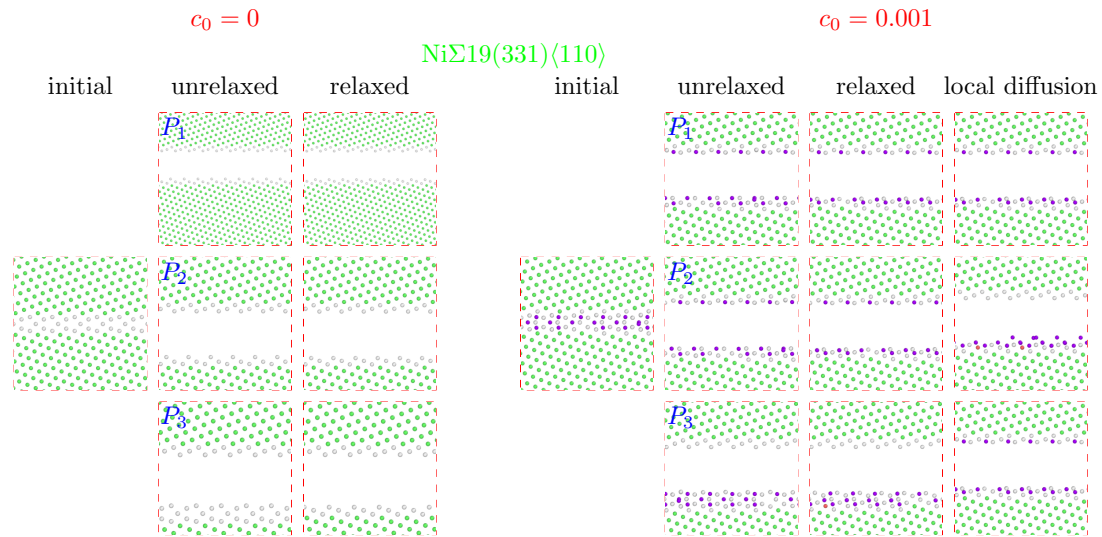 c₀ = 0 c₀ = 0.001
NiΣ19(331)⟨110⟩
initial unrelaxed relaxed initial unrelaxed relaxed local diffusion
P₁ P₁
P₂ P₂
P₃ P₃